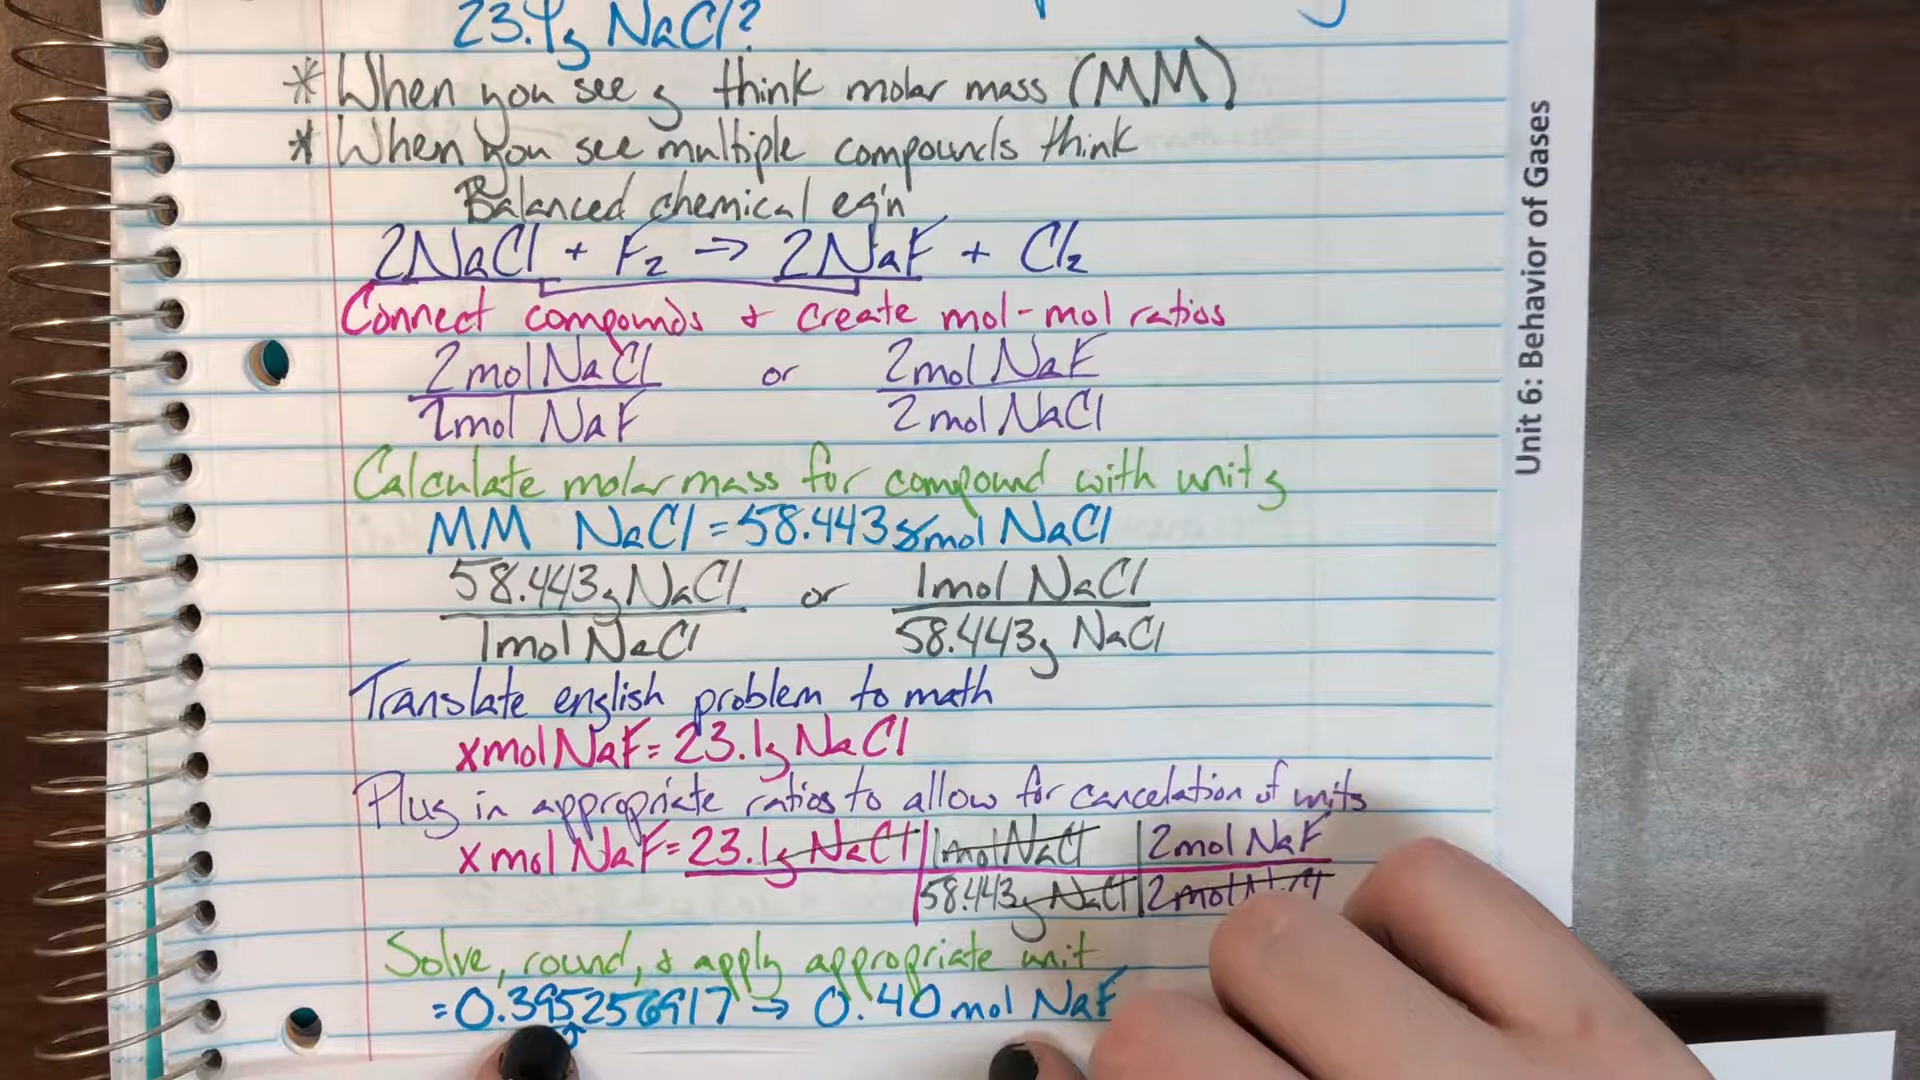 23.1g NaCl?
* When you see g think molar mass (MM)
* When you see multiple compounds think
Balanced chemical eq'n
2NaCl + F₂ → 2NaF + Cl₂
Connect compounds & create mol-mol ratios
2mol NaCl or 2mol NaF
2mol NaF 2mol NaCl
Calculate molar mass for compound with unit g
MM NaCl = 58.443g/mol NaCl
58.443g NaCl or 1mol NaCl
1mol NaCl 58.443g NaCl
Translate english problem to math
xmol NaF = 23.1g NaCl
Plug in appropriate ratios to allow for cancelation of units
xmol NaF = 23.1g NaCl | 1mol NaCl | 2mol NaF
58.443g NaCl | 2mol NaCl
Solve, round, & apply appropriate unit
= 0.395256917 → 0.40 mol NaF
Unit 6: Behavior of Gases